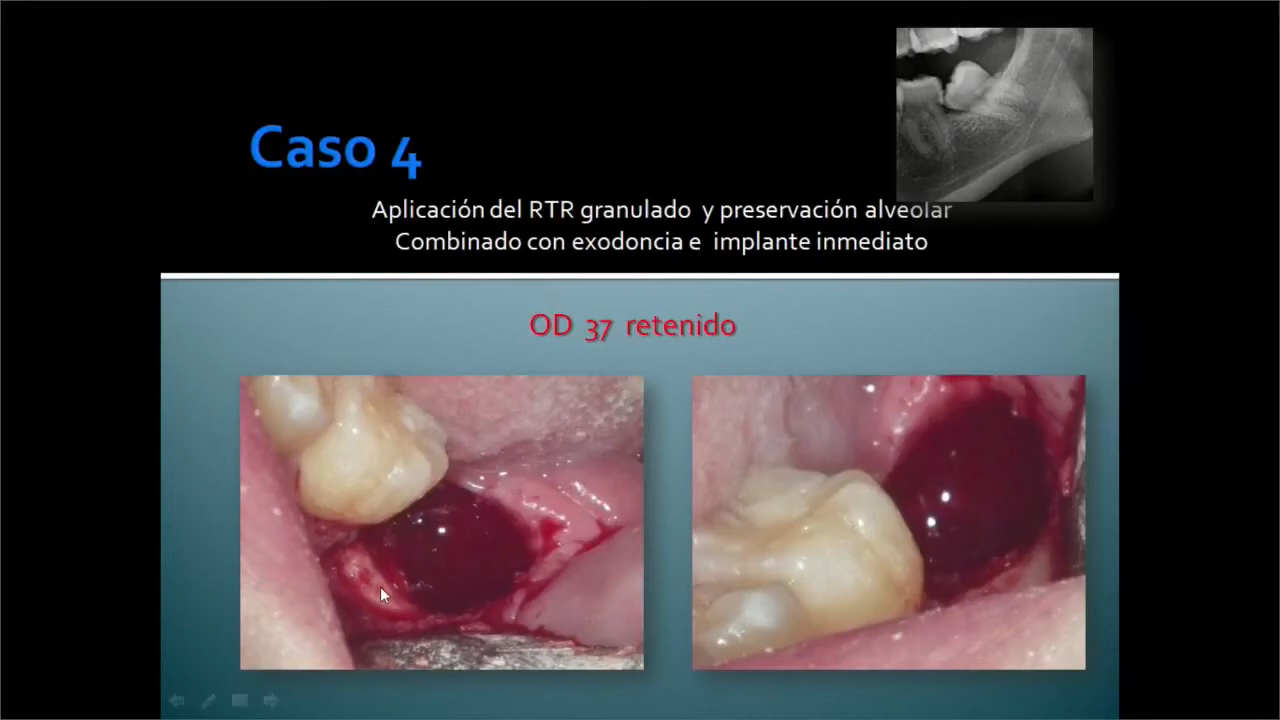 Caso 4
Aplicación del RTR granulado y preservación alveolar
Combinado con exodoncia e implante inmediato
OD 37 retenido